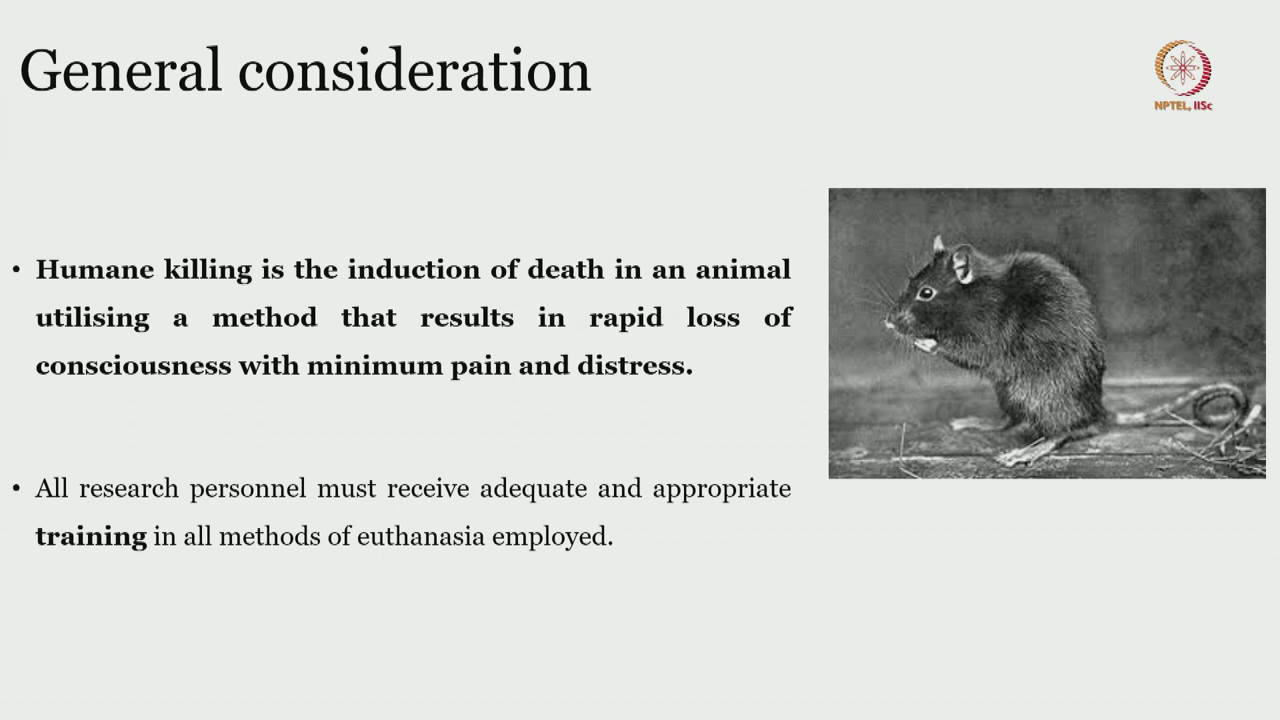 General consideration
NPTEL, IISc
• Humane killing is the induction of death in an animal
utilising a method that results in rapid loss of
consciousness with minimum pain and distress.
• All research personnel must receive adequate and appropriate
training in all methods of euthanasia employed.